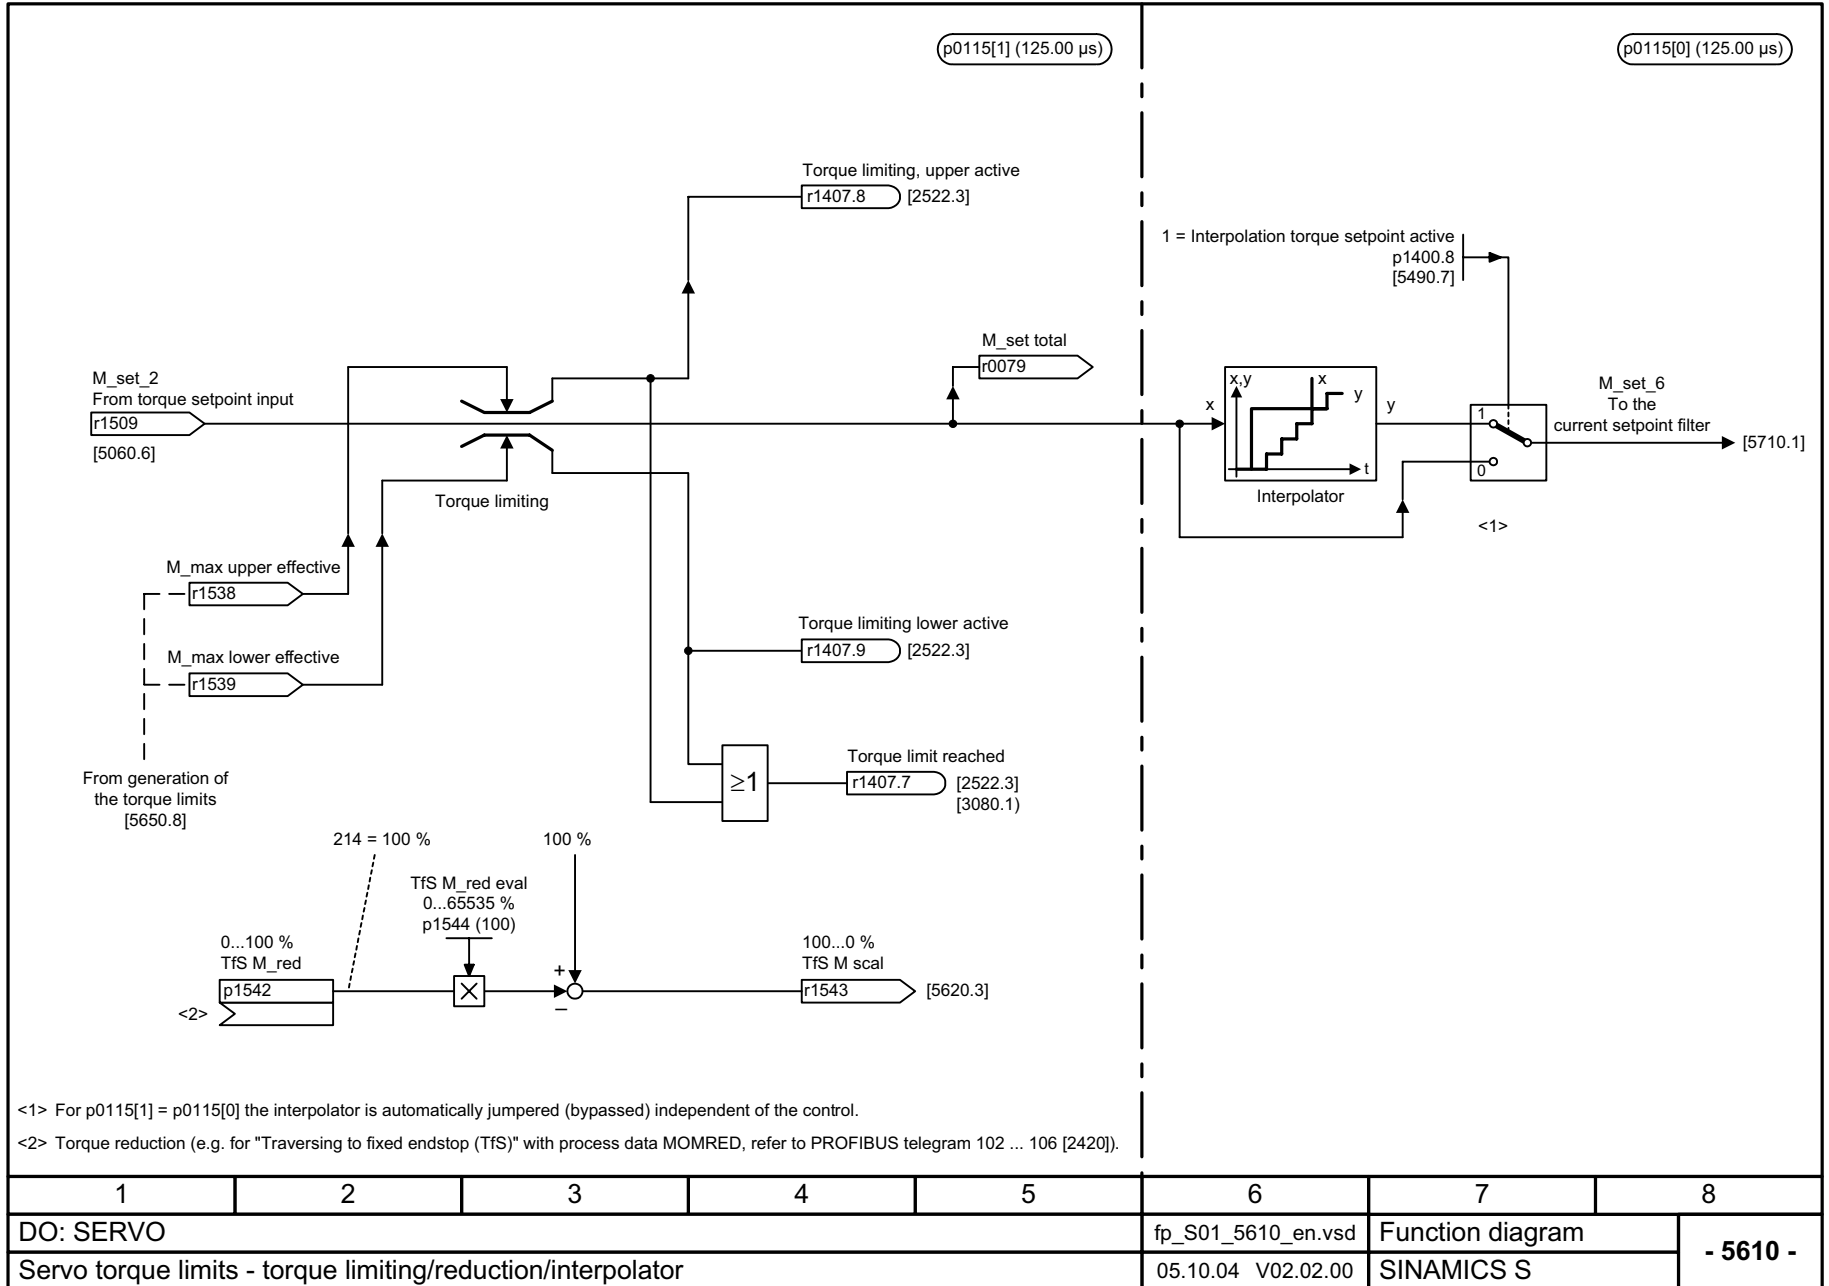 p0115[1] (125.00 µs)
p0115[0] (125.00 µs)
Torque limiting, upper active
r1407.8 [2522.3]
1 = Interpolation torque setpoint active
p1400.8
[5490.7]
M_set total
r0079
M_set_2
From torque setpoint input
r1509
[5060.6]
Torque limiting
x
x,y
x
y
t
Interpolator
y
1
0
<1>
M_set_6
To the
current setpoint filter
[5710.1]
M_max upper effective
r1538
M_max lower effective
r1539
From generation of
the torque limits
[5650.8]
Torque limiting lower active
r1407.9 [2522.3]
≥1
Torque limit reached
r1407.7 [2522.3]
[3080.1)
214 = 100 %
100 %
TfS M_red eval
0...65535 %
p1544 (100)
0...100 %
TfS M_red
p1542
<2>
+
–
100...0 %
TfS M scal
r1543 [5620.3]
<1> For p0115[1] = p0115[0] the interpolator is automatically jumpered (bypassed) independent of the control.
<2> Torque reduction (e.g. for "Traversing to fixed endstop (TfS)" with process data MOMRED, refer to PROFIBUS telegram 102 ... 106 [2420]).
1 2 3 4 5 6 7 8
DO: SERVO
fp_S01_5610_en.vsd
Function diagram
- 5610 -
Servo torque limits - torque limiting/reduction/interpolator
05.10.04 V02.02.00
SINAMICS S